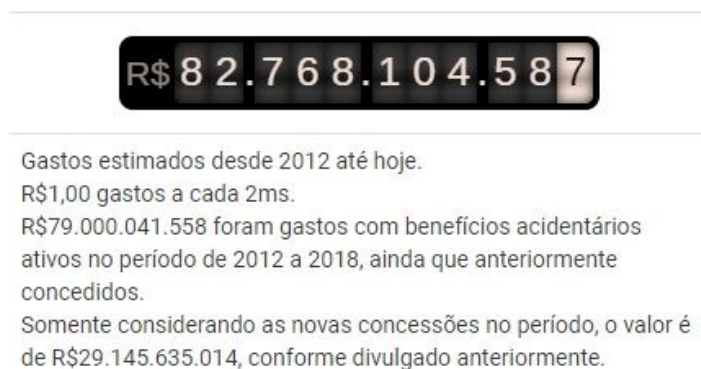 R$ 82.768.104.587
Gastos estimados desde 2012 até hoje.
R$1,00 gastos a cada 2ms.
R$79.000.041.558 foram gastos com benefícios acidentários
ativos no período de 2012 a 2018, ainda que anteriormente
concedidos.
Somente considerando as novas concessões no período, o valor é
de R$29.145.635.014, conforme divulgado anteriormente.